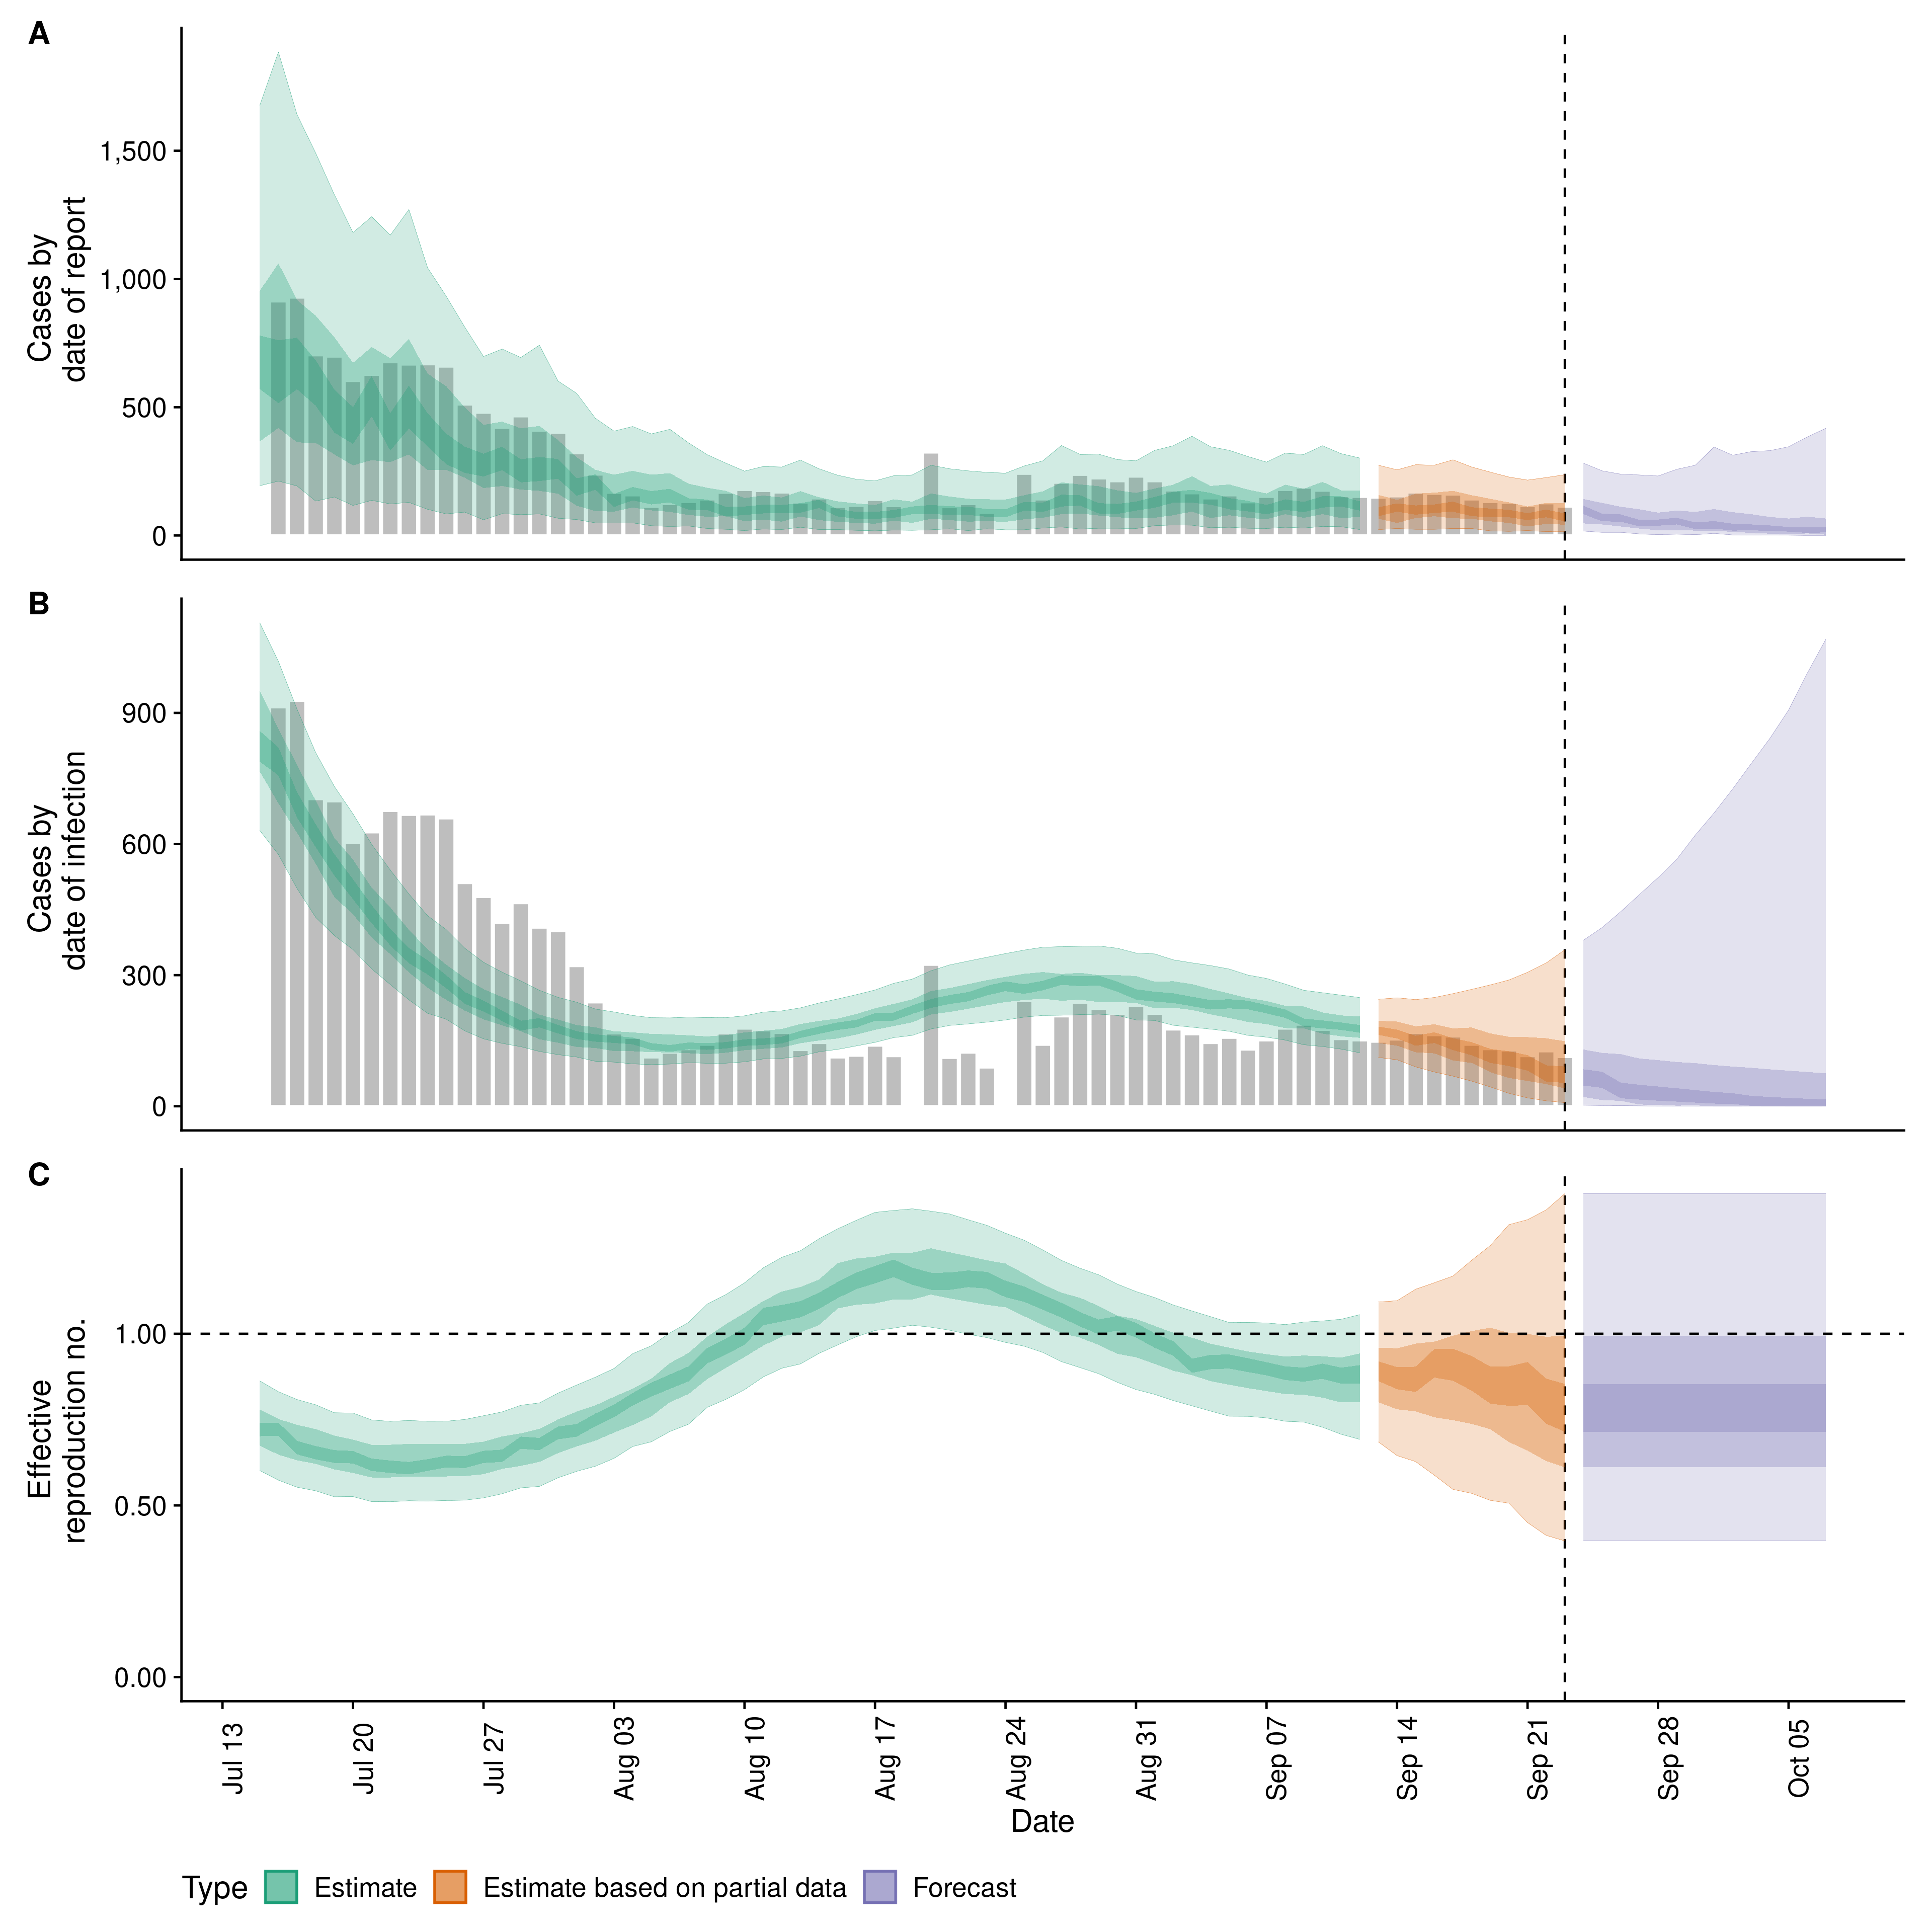 A
Cases by
date of report
1,500
1,000
500
0
B
Cases by
date of infection
900
600
300
0
C
Effective
reproduction no.
1.00
0.50
0.00
Jul 13
Jul 20
Jul 27
Aug 03
Aug 10
Aug 17
Aug 24
Aug 31
Sep 07
Sep 14
Sep 21
Sep 28
Oct 05
Date
Type Estimate Estimate based on partial data Forecast